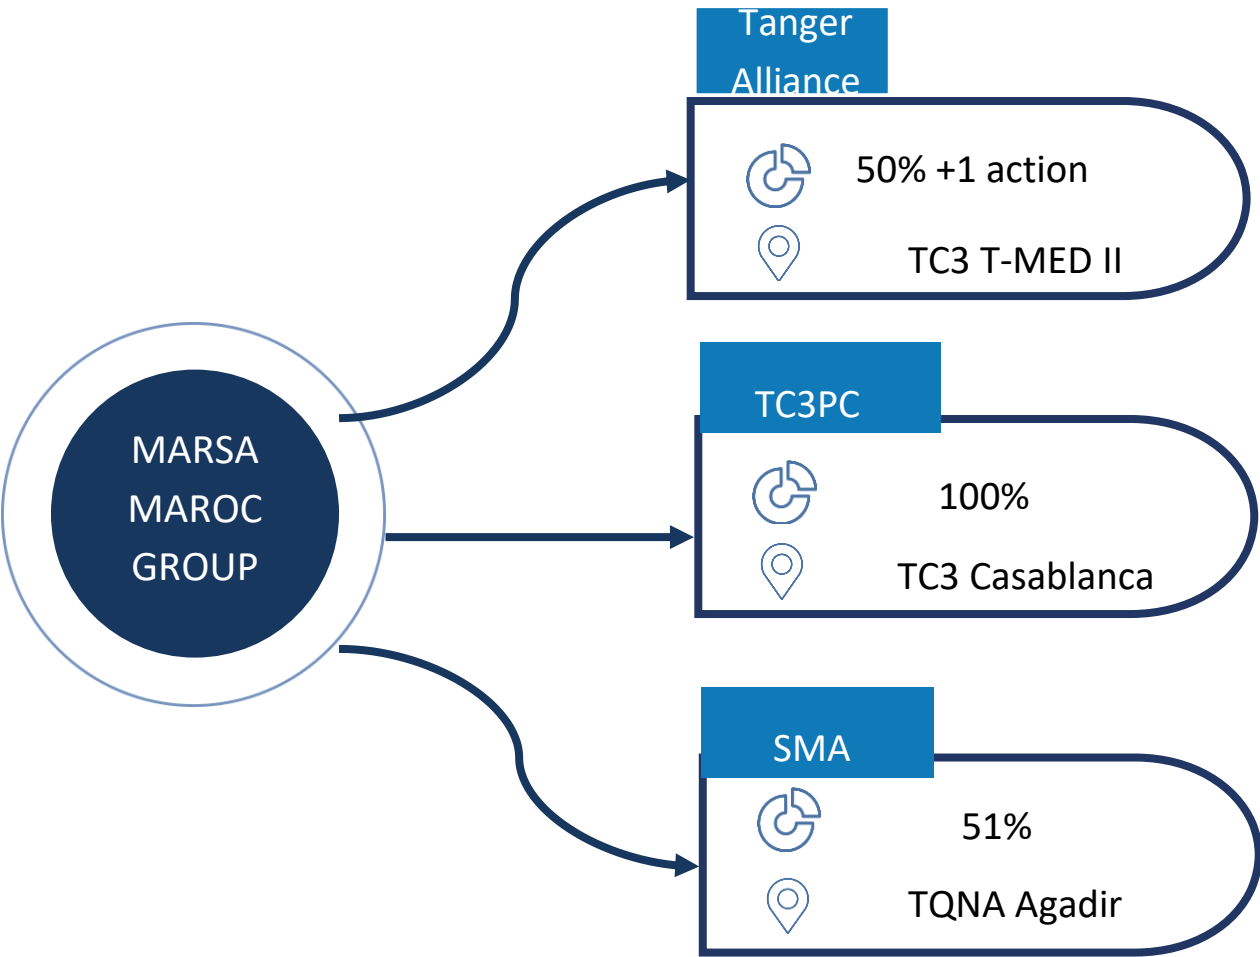 MARSA
MAROC
GROUP
Tanger
Alliance
50% +1 action
TC3 T-MED II
TC3PC
100%
TC3 Casablanca
SMA
51%
TQNA Agadir